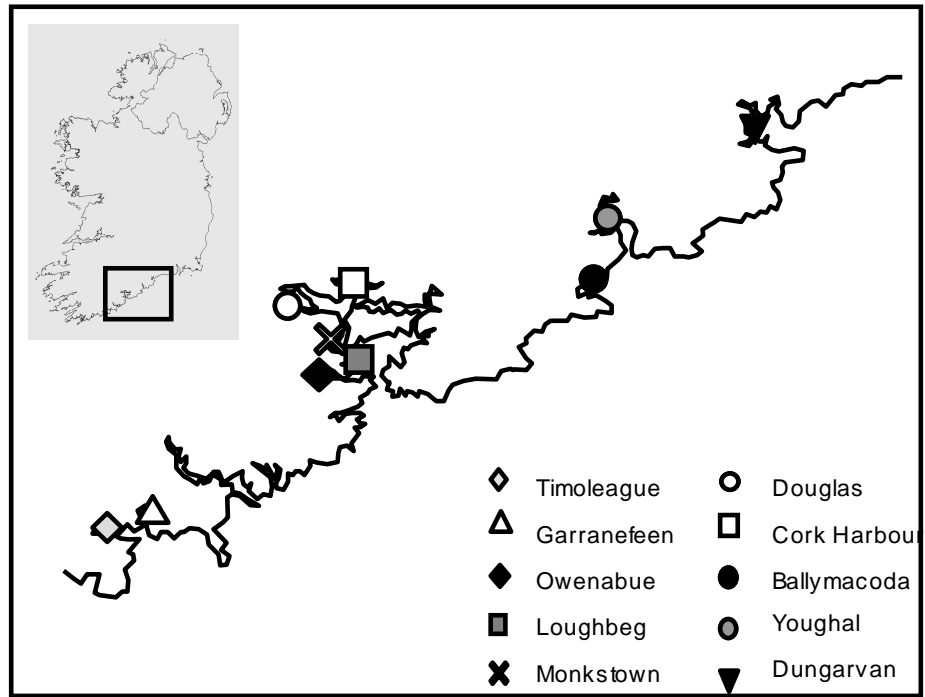 Timoleague
Garranefeen
Owenabue
Loughbeg
Monkstown
Douglas
Cork Harbour
Ballymacoda
Youghal
Dungarvan